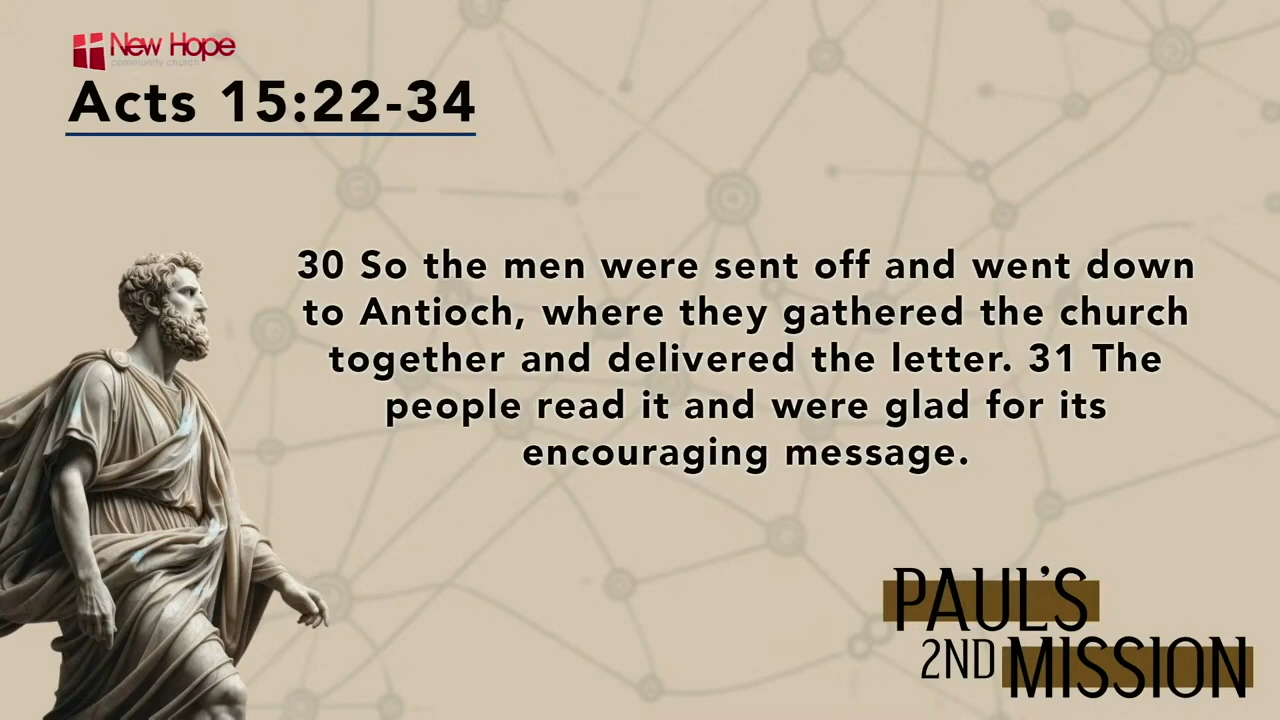 New Hope
community church
Acts 15:22-34
30 So the men were sent off and went down
to Antioch, where they gathered the church
together and delivered the letter. 31 The
people read it and were glad for its
encouraging message.
PAUL'S
2ND MISSION